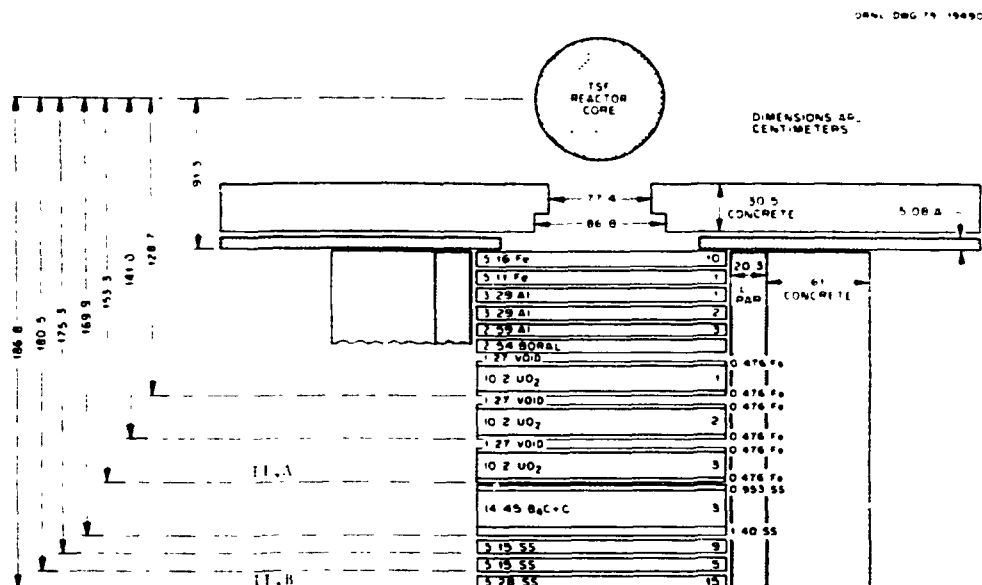 ORNL DWG 79 19490
TSF
REACTOR
CORE
DIMENSIONS
CENTIMETERS
91.5
77.4
86.8
30.5
CONCRETE
5.08
186.8
180.5
175.3
169.9
153.3
141.0
128.7
5 16 Fe 10
5 11 Fe 1
3 29 Al 1
3 29 Al 2
2 59 Al 3
2 54 BORAL
1 27 VOID
10.2 UO2 1
1 27 VOID
10.2 UO2 2
1 27 VOID
10.2 UO2 3
14 45 B4C+C 3
5 15 SS 9
5 15 SS 5
5 28 SS 15
20.3
PAR
61
CONCRETE
0 476 Fe
0 476 Fe
0 476 Fe
0 476 Fe
0 476 Fe
0 476 Fe
0 953 SS
1 40 SS
II.A
II.B